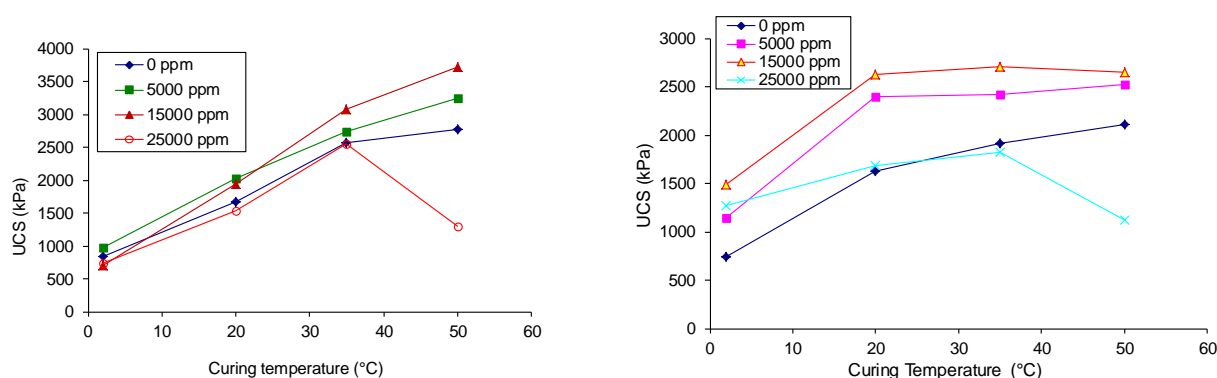 4000
3500
3000
2500
2000
1500
1000
500
0
UCS (kPa)
0 ppm
5000 ppm
15000 ppm
25000 ppm
0 10 20 30 40 50 60
Curing temperature (°C)
3000
2500
2000
1500
1000
500
0
UCS (kPa)
0 ppm
5000 ppm
15000 ppm
25000 ppm
0 10 20 30 40 50 60
Curing Temperature (°C)